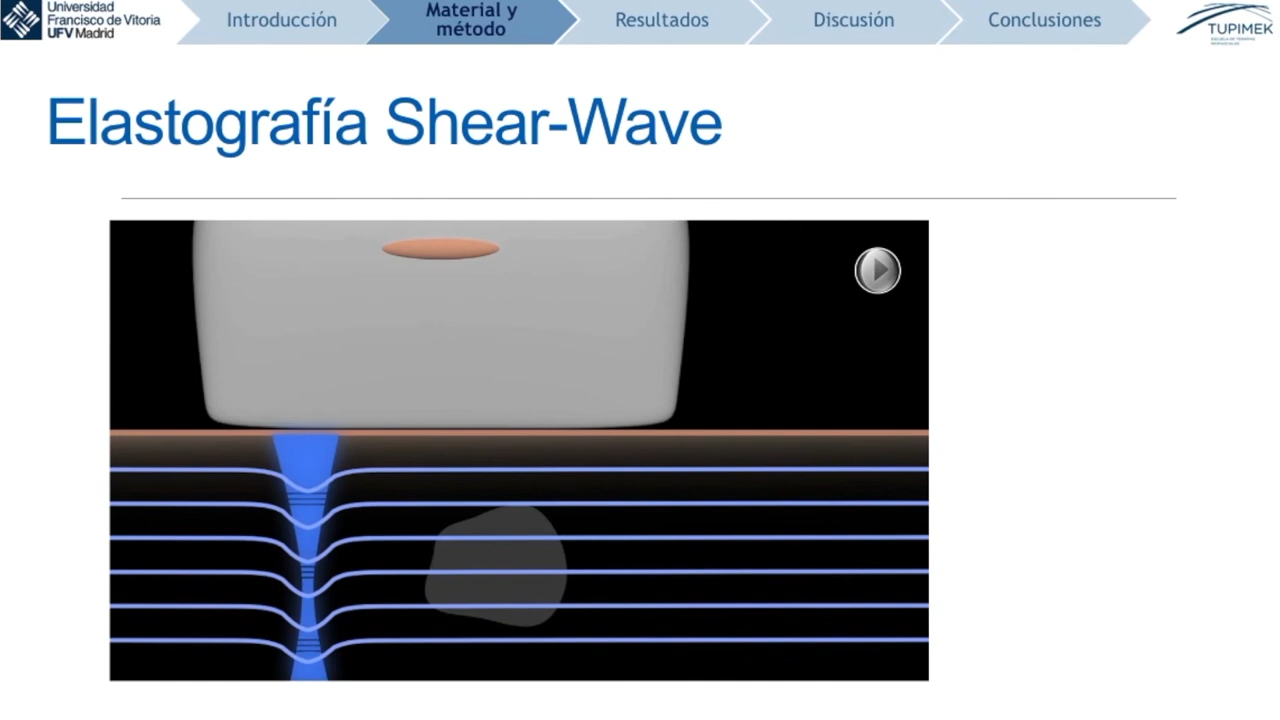 Universidad
Francisco de Vitoria
UFV Madrid
Introducción
Material y
método
Resultados
Discusión
Conclusiones
TUPIMEK
Elastografía Shear-Wave